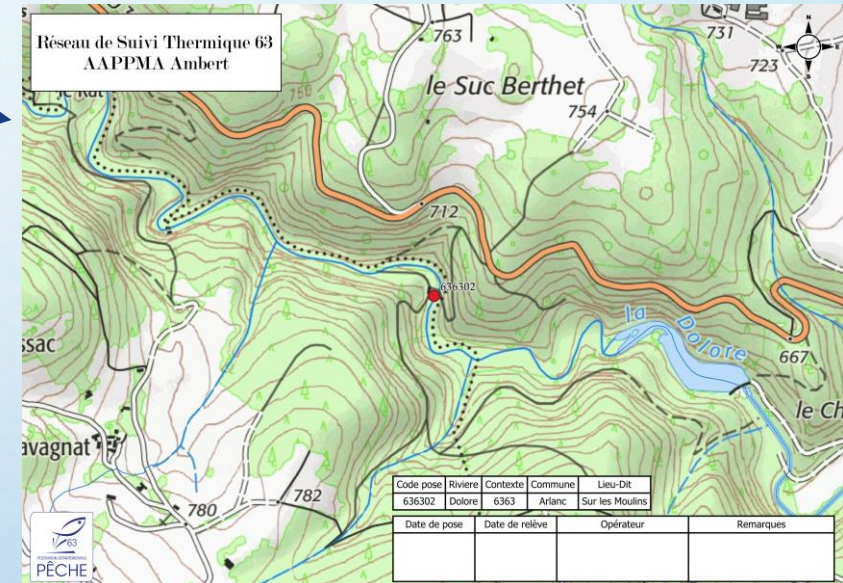 Réseau de Suivi Thermique 63
AAPPMA Ambert
763
731
723
le Suc Berthet
754
712
636302
la Dolore
667
ssac
le Ch
avagnat
782
780
Code pose Riviere Contexte Commune Lieu-Dit
636302 Dolore 6363 Arlanc Sur les Moulins
Date de pose Date de relève Opérateur Remarques
63
PÊCHE